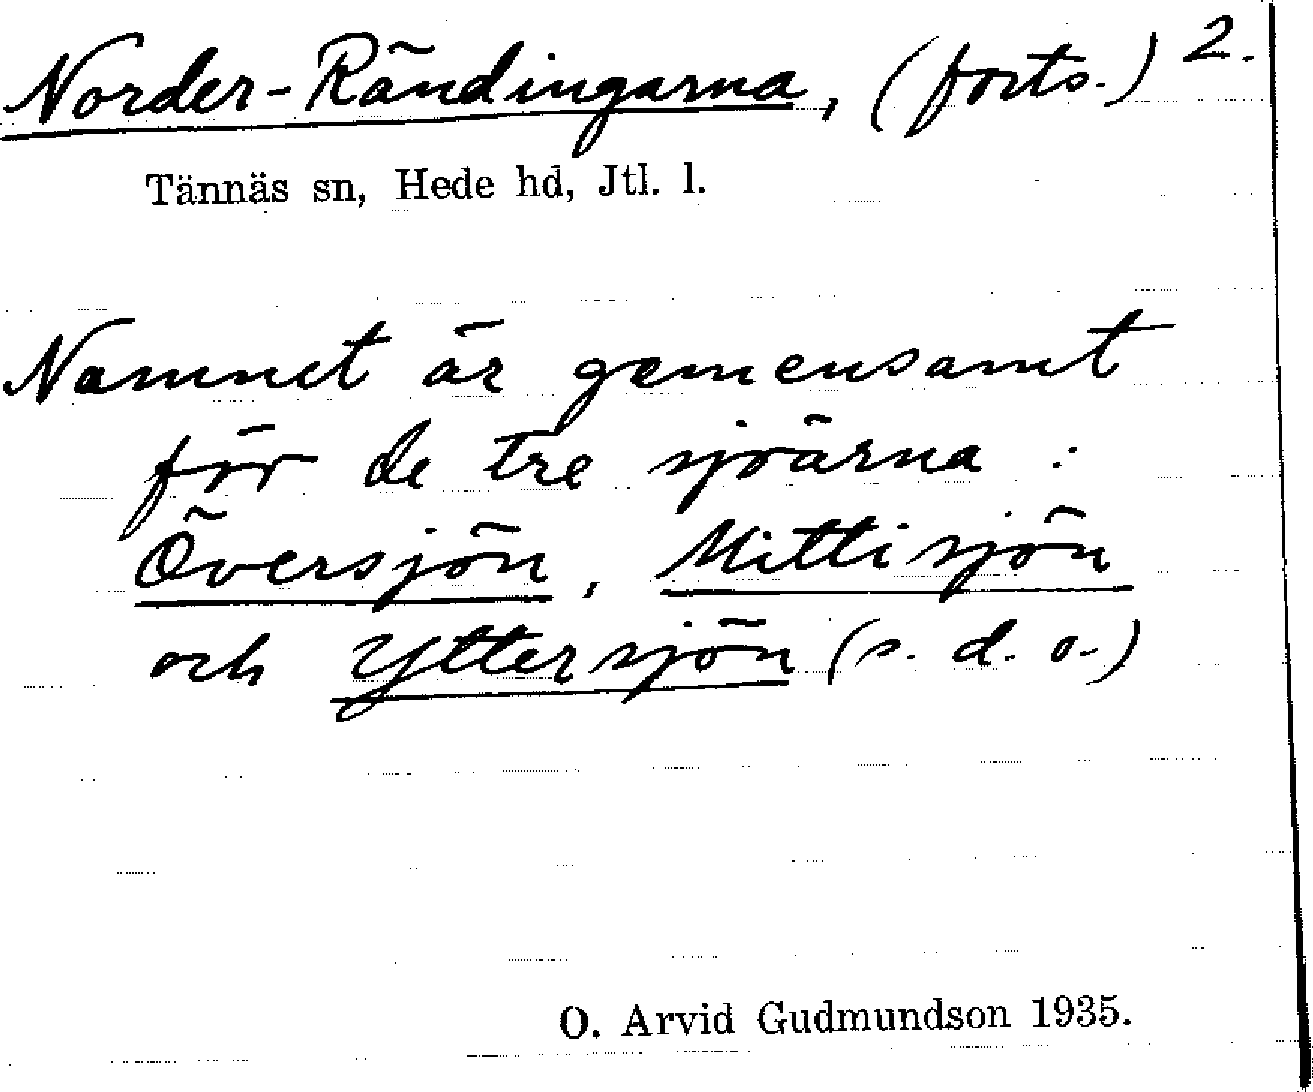 Norder-Rändingarna, (forts.) 2.
Tännäs sn, Hede hd, Jtl. l.
Namnet är gemensamt
för de tre sjöarna :
Översjön, Mittisjön
och Yttersjön (s. d. o.)
O. Arvid Gudmundson 1935.